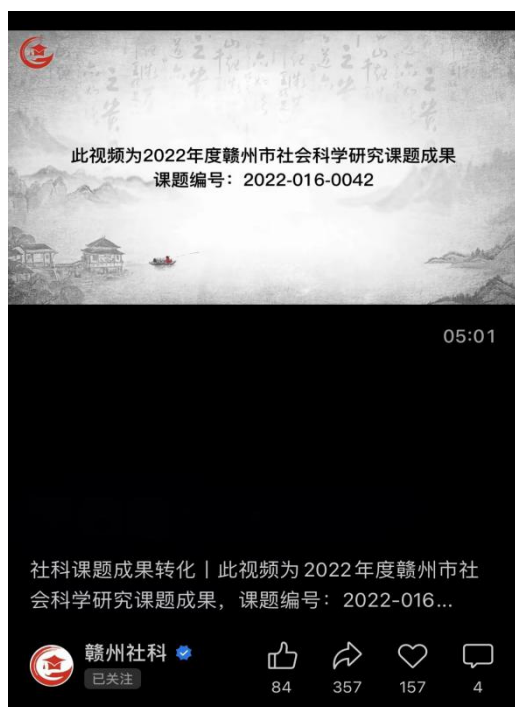 此视频为2022年度赣州市社会科学研究课题成果
课题编号：2022-016-0042
05:01
社科课题成果转化丨此视频为2022年度赣州市社
会科学研究课题成果，课题编号：2022-016...
赣州社科
已关注
84
357
157
4